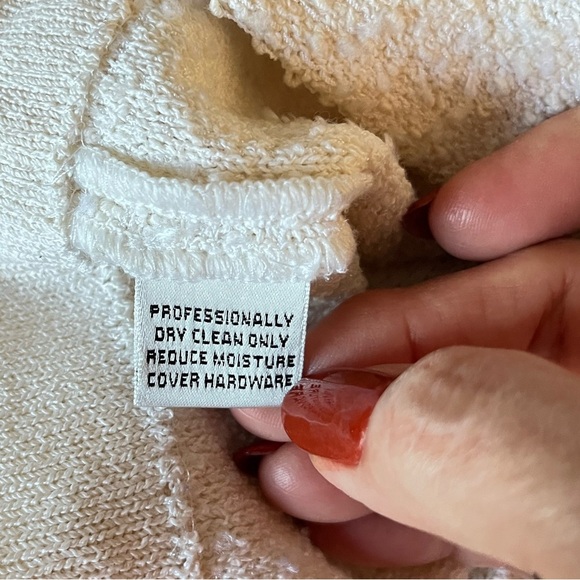 PROFESSIONALLY
DRY CLEAN ONLY
REDUCE MOISTURE
COVER HARDWARE